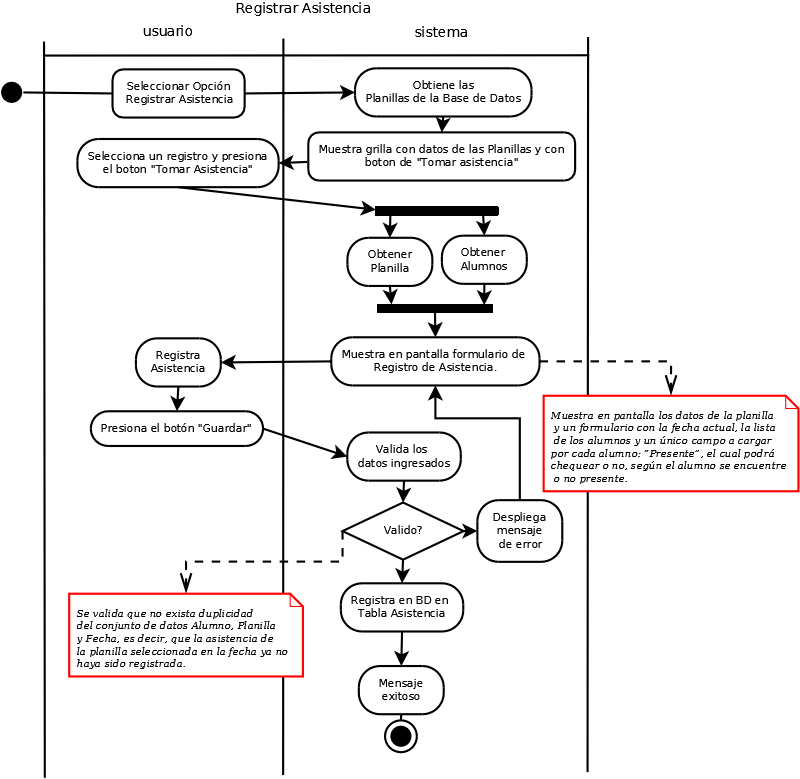 Registrar Asistencia
usuario
sistema
Seleccionar Opción
Registrar Asistencia
Obtiene las
Planillas de la Base de Datos
Selecciona un registro y presiona
el boton "Tomar Asistencia"
Muestra grilla con datos de las Planillas y con
boton de "Tomar asistencia"
Obtener
Planilla
Obtener
Alumnos
Registra
Asistencia
Muestra en pantalla formulario de
Registro de Asistencia.
Presiona el botón "Guardar"
Muestra en pantalla los datos de la planilla
y un formulario con la fecha actual, la lista
de los alumnos y un único campo a cargar
por cada alumno: "Presente", el cual podrá
chequear o no, según el alumno se encuentre
o no presente.
Valida los
datos ingresados
Valido?
Despliega
mensaje
de error
Se valida que no exista duplicidad
del conjunto de datos Alumno, Planilla
y Fecha, es decir, que la asistencia de
la planilla seleccionada en la fecha ya no
haya sido registrada.
Registra en BD en
Tabla Asistencia
Mensaje
exitoso